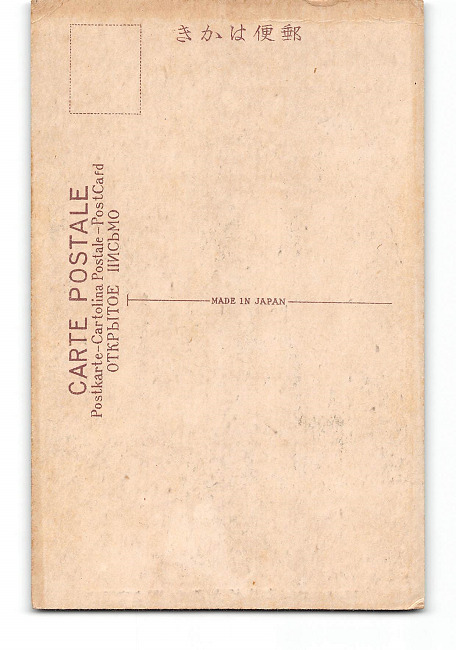 きかは便郵
CARTE POSTALE
Postkarte-Cartolina Postale-PostCard
ОТКРЫТОЕ ПИСЬМО
MADE IN JAPAN